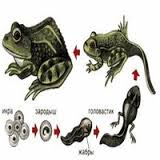 икра зародыш головастик
жабры